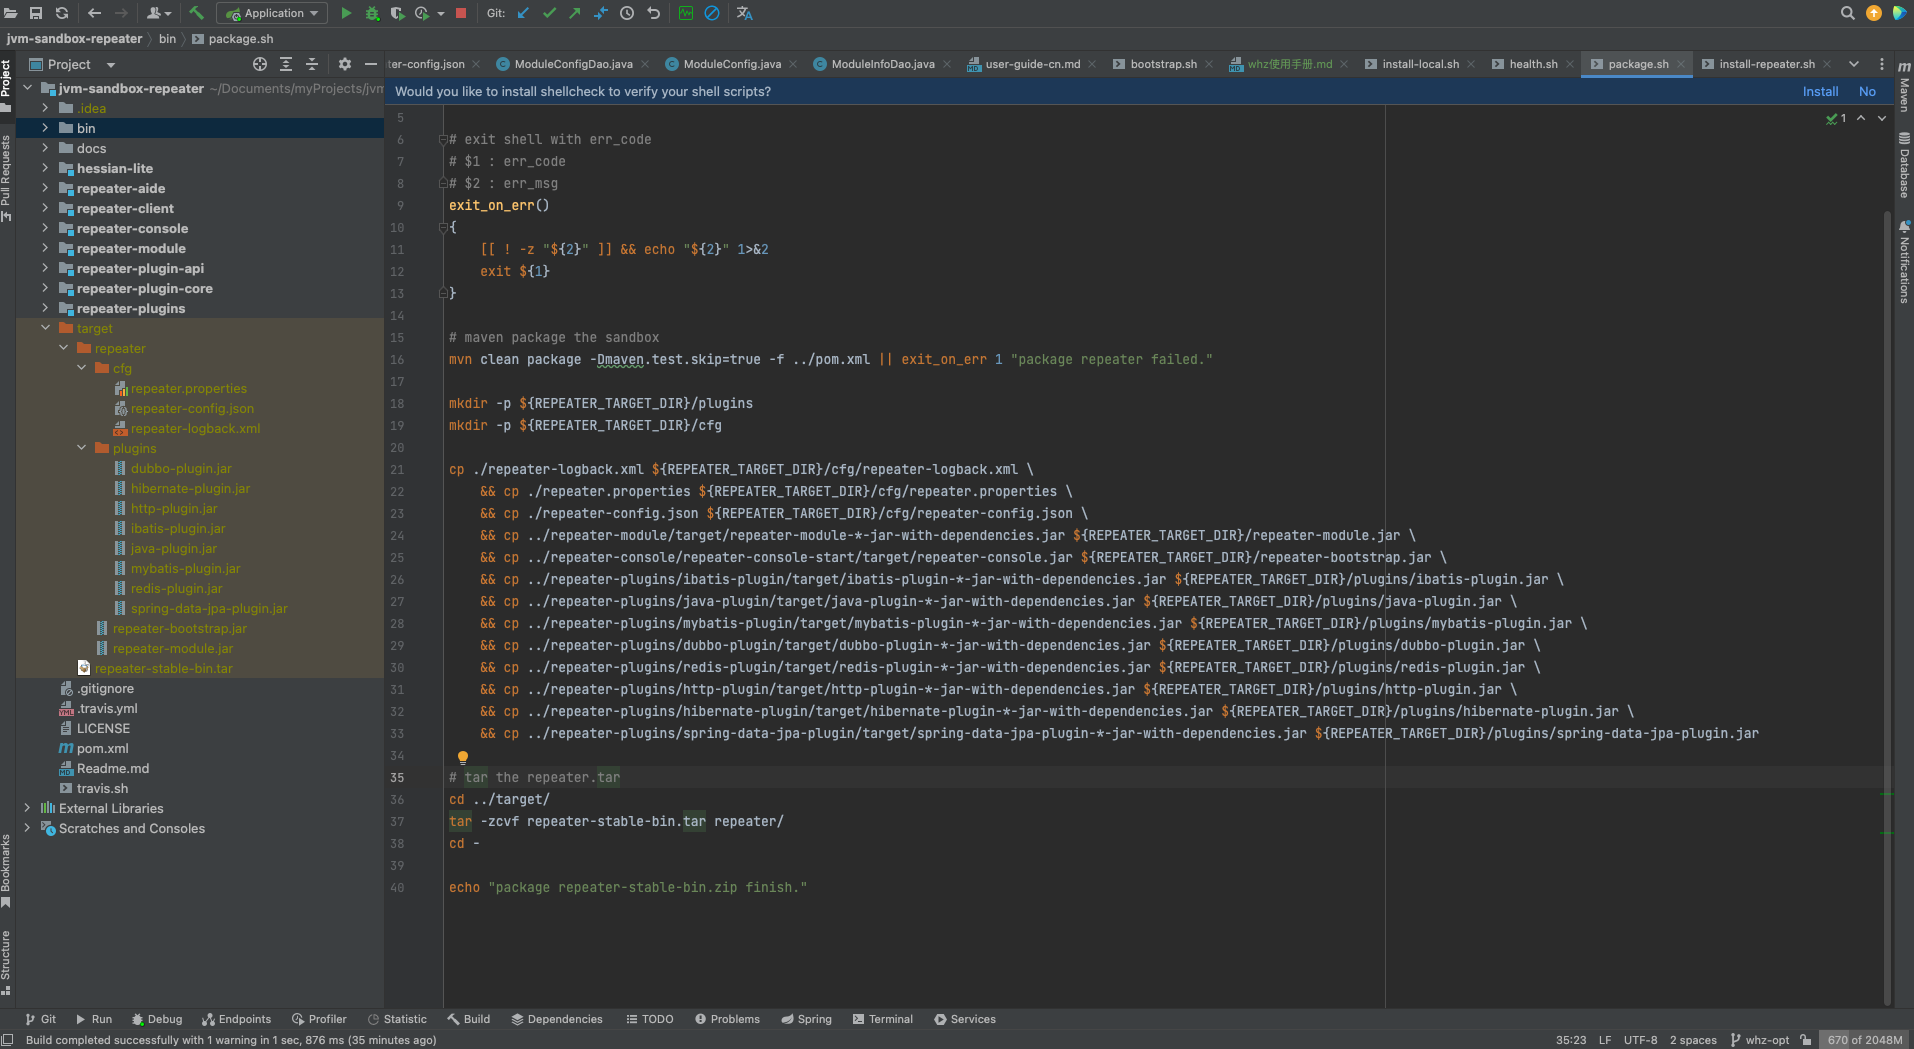 Application
Git:
jvm-sandbox-repeater bin package.sh
Project
ter-config.json ModuleConfigDao.java ModuleConfig.java ModuleInfoDao.java user-guide-cn.md bootstrap.sh whz使用手册.md install-local.sh health.sh package.sh install-repeater.sh
Would you like to install shellcheck to verify your shell scripts? Install No
Project
Pull Requests
Bookmarks
Structure
Maven
Database
Notifications
jvm-sandbox-repeater ~/Documents/myProjects/jvm
.idea
bin
docs
hessian-lite
repeater-aide
repeater-client
repeater-console
repeater-module
repeater-plugin-api
repeater-plugin-core
repeater-plugins
target
repeater
cfg
repeater.properties
repeater-config.json
repeater-logback.xml
plugins
dubbo-plugin.jar
hibernate-plugin.jar
http-plugin.jar
ibatis-plugin.jar
java-plugin.jar
mybatis-plugin.jar
redis-plugin.jar
spring-data-jpa-plugin.jar
repeater-bootstrap.jar
repeater-module.jar
repeater-stable-bin.tar
.gitignore
.travis.yml
LICENSE
pom.xml
Readme.md
travis.sh
External Libraries
Scratches and Consoles
1
5
6 # exit shell with err_code
7 # $1 : err_code
8 # $2 : err_msg
9 exit_on_err()
10 {
11 [[ ! -z "${2}" ]] && echo "${2}" 1>&2
12 exit ${1}
13 }
14
15 # maven package the sandbox
16 mvn clean package -Dmaven.test.skip=true -f ../pom.xml || exit_on_err 1 "package repeater failed."
17
18 mkdir -p ${REPEATER_TARGET_DIR}/plugins
19 mkdir -p ${REPEATER_TARGET_DIR}/cfg
20
21 cp ./repeater-logback.xml ${REPEATER_TARGET_DIR}/cfg/repeater-logback.xml \
22 && cp ./repeater.properties ${REPEATER_TARGET_DIR}/cfg/repeater.properties \
23 && cp ./repeater-config.json ${REPEATER_TARGET_DIR}/cfg/repeater-config.json \
24 && cp ../repeater-module/target/repeater-module-*-jar-with-dependencies.jar ${REPEATER_TARGET_DIR}/repeater-module.jar \
25 && cp ../repeater-console/repeater-console-start/target/repeater-console.jar ${REPEATER_TARGET_DIR}/repeater-bootstrap.jar \
26 && cp ../repeater-plugins/ibatis-plugin/target/ibatis-plugin-*-jar-with-dependencies.jar ${REPEATER_TARGET_DIR}/plugins/ibatis-plugin.jar \
27 && cp ../repeater-plugins/java-plugin/target/java-plugin-*-jar-with-dependencies.jar ${REPEATER_TARGET_DIR}/plugins/java-plugin.jar \
28 && cp ../repeater-plugins/mybatis-plugin/target/mybatis-plugin-*-jar-with-dependencies.jar ${REPEATER_TARGET_DIR}/plugins/mybatis-plugin.jar \
29 && cp ../repeater-plugins/dubbo-plugin/target/dubbo-plugin-*-jar-with-dependencies.jar ${REPEATER_TARGET_DIR}/plugins/dubbo-plugin.jar \
30 && cp ../repeater-plugins/redis-plugin/target/redis-plugin-*-jar-with-dependencies.jar ${REPEATER_TARGET_DIR}/plugins/redis-plugin.jar \
31 && cp ../repeater-plugins/http-plugin/target/http-plugin-*-jar-with-dependencies.jar ${REPEATER_TARGET_DIR}/plugins/http-plugin.jar \
32 && cp ../repeater-plugins/hibernate-plugin/target/hibernate-plugin-*-jar-with-dependencies.jar ${REPEATER_TARGET_DIR}/plugins/hibernate-plugin.jar \
33 && cp ../repeater-plugins/spring-data-jpa-plugin/target/spring-data-jpa-plugin-*-jar-with-dependencies.jar ${REPEATER_TARGET_DIR}/plugins/spring-data-jpa-plugin.jar
34
35 # tar the repeater.tar
36 cd ../target/
37 tar -zcvf repeater-stable-bin.tar repeater/
38 cd -
39
40 echo "package repeater-stable-bin.zip finish."
Git Run Debug Endpoints Profiler Statistic Build Dependencies TODO Problems Spring Terminal Services
Build completed successfully with 1 warning in 1 sec, 876 ms (35 minutes ago) 35:23 LF UTF-8 2 spaces whz-opt 670 of 2048M